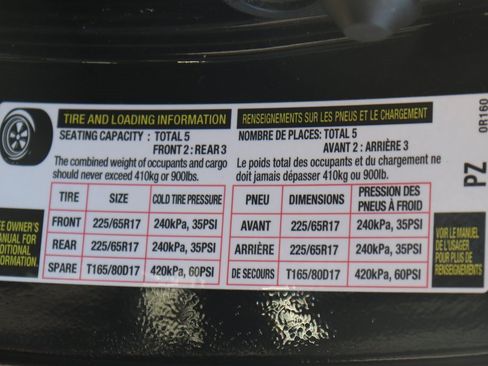 TIRE AND LOADING INFORMATION
SEATING CAPACITY : TOTAL 5
FRONT 2 : REAR 3
The combined weight of occupants and cargo
should never exceed 410kg or 900lbs.
TIRE SIZE COLD TIRE PRESSURE
FRONT 225/65R17 240kPa, 35PSI
REAR 225/65R17 240kPa, 35PSI
SPARE T165/80D17 420kPa, 60PSI
RENSEIGNEMENTS SUR LES PNEUS ET LE CHARGEMENT
NOMBRE DE PLACES: TOTAL 5
AVANT 2 : ARRIÈRE 3
Le poids total des occupants et du chargement ne
doit jamais dépasser 410kg ou 900lb.
PNEU DIMENSIONS PRESSION DES
PNEUS À FROID
AVANT 225/65R17 240kPa, 35PSI
ARRIÈRE 225/65R17 240kPa, 35PSI
DE SECOURS T165/80D17 420kPa, 60PSI
EE OWNER'S
ANUAL FOR
DDITIONAL
FORMATION.
VOIR LE MANUEL
DE L'USAGER
POUR PLUS DE
RENSEIGNEMENTS
PZ 0R160